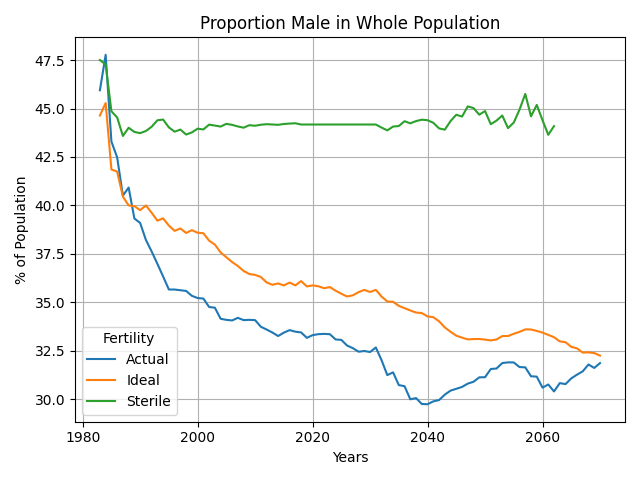 Proportion Male in Whole Population
% of Population
47.5
45.0
42.5
40.0
37.5
35.0
32.5
30.0
Fertility
Actual
Ideal
Sterile
1980
2000
2020
2040
2060
Years